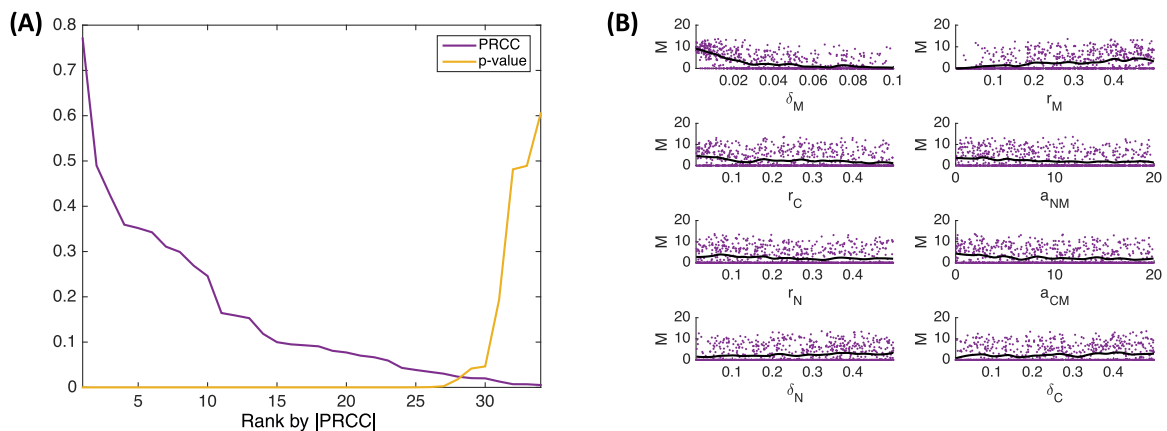 (A)
0.8
0.7
0.6
0.5
0.4
0.3
0.2
0.1
0
5 10 15 20 25 30
Rank by |PRCC|
PRCC
p-value
(B)
20
10
0
M
0.02 0.04 0.06 0.08 0.1
δM
20
10
0
M
0.1 0.2 0.3 0.4
rM
20
10
0
M
0.1 0.2 0.3 0.4
rC
20
10
0
M
0 10 20
aNM
20
10
0
M
0.1 0.2 0.3 0.4
rN
20
10
0
M
0 10 20
aCM
20
10
0
M
0.1 0.2 0.3 0.4
δN
20
10
0
M
0.1 0.2 0.3 0.4
δC